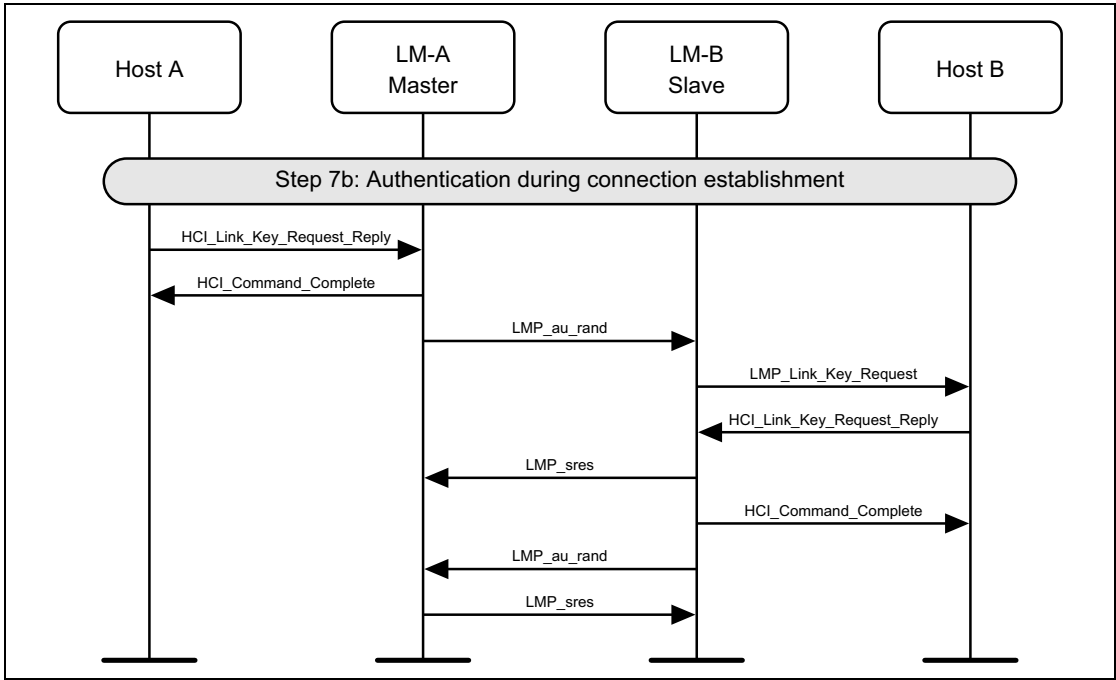 Host A
LM-A
Master
LM-B
Slave
Host B
Step 7b: Authentication during connection establishment
HCI_Link_Key_Request_Reply
HCI_Command_Complete
LMP_au_rand
LMP_Link_Key_Request
HCI_Link_Key_Request_Reply
LMP_sres
HCI_Command_Complete
LMP_au_rand
LMP_sres